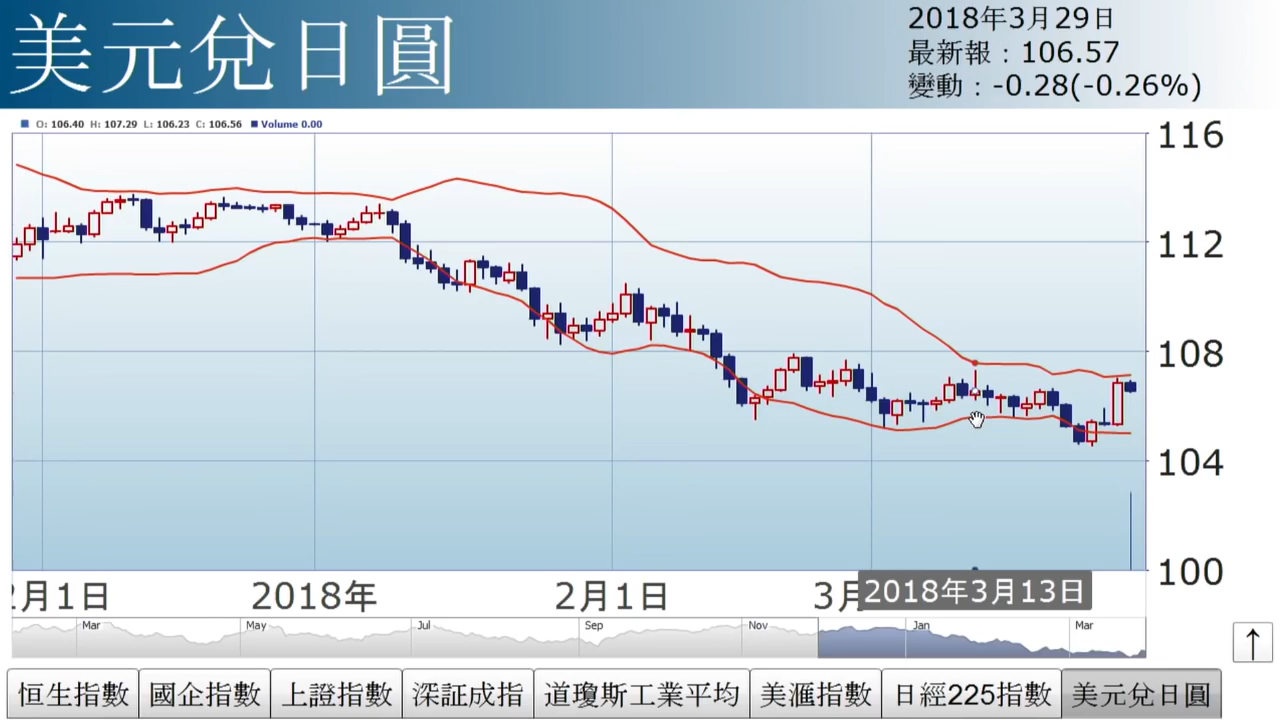 美元兌日圓
2018年3月29日
最新報：106.57
變動：-0.28(-0.26%)
O: 106.40 H: 107.29 L: 106.23 C: 106.56 Volume 0.00
116
112
108
104
100
2月1日 2018年 2月1日 3月 2018年3月13日
Mar May Jul Sep Nov Jan Mar
↑
恒生指數 國企指數 上證指數 深証成指 道瓊斯工業平均 美滙指數 日經225指數 美元兌日圓